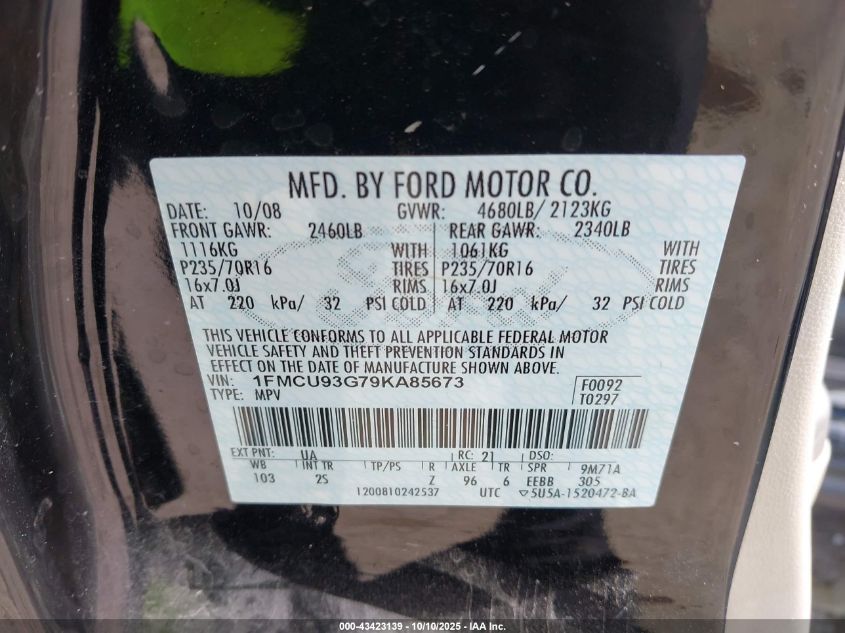 MFD. BY FORD MOTOR CO.
DATE: 10/08 GVWR: 4680LB/ 2123KG
FRONT GAWR: 2460LB REAR GAWR: 2340LB
1116KG WITH 1061KG WITH
P235/70R16 TIRES P235/70R16 TIRES
16x7.0J RIMS 16x7.0J RIMS
AT 220 kPa/ 32 PSI COLD AT 220 kPa/ 32 PSI COLD
THIS VEHICLE CONFORMS TO ALL APPLICABLE FEDERAL MOTOR
VEHICLE SAFETY AND THEFT PREVENTION STANDARDS IN
EFFECT ON THE DATE OF MANUFACTURE SHOWN ABOVE.
VIN: 1FMCU93G79KA85673 F0092
TYPE: MPV T0297
EXT PNT: UA RC: 21 DSO:
WB INT TR TP/PS R AXLE TR SPR 9M71A
103 2S Z 96 6 EEBB 305
1200810242537 UTC ▽5U5A-1520472-BA
000-43423139 - 10/10/2025 - IAA Inc.